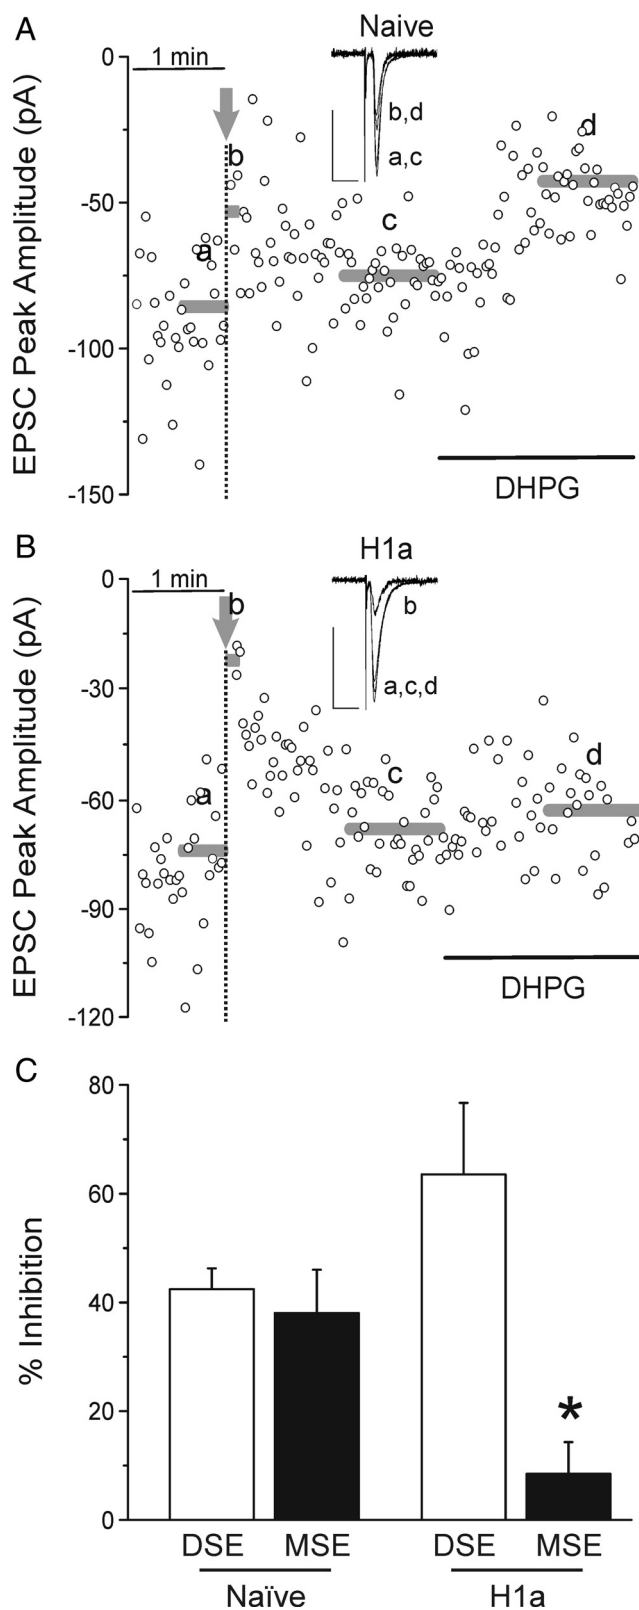 A
Naive
EPSC Peak Amplitude (pA)
0
-50
-100
-150
1 min
a
b
c
d
b,d
a,c
DHPG
B
H1a
EPSC Peak Amplitude (pA)
0
-30
-60
-90
-120
1 min
a
b
c
d
b
a,c,d
DHPG
C
% Inhibition
80
60
40
20
0
*
DSE MSE DSE MSE
Naïve H1a